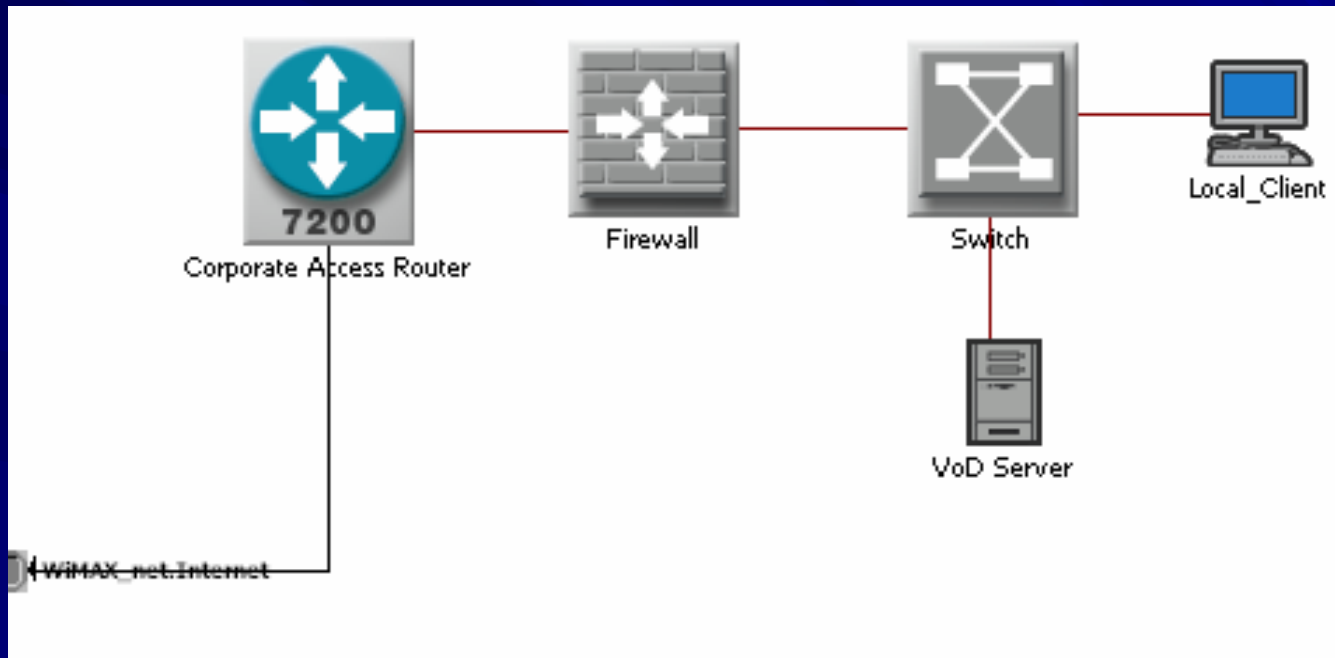 7200
Corporate Access Router
Firewall
Switch
Local_Client
VoD Server
WiMAX_net.Internet